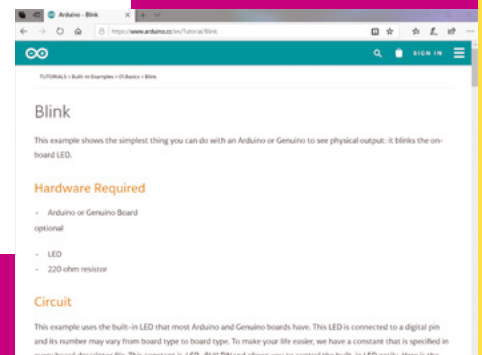 Arduino - Blink
https://www.arduino.cc/en/Tutorial/Blink
SIGN IN
TUTORIALS > Built-In Examples > 01.Basics > Blink
Blink
This example shows the simplest thing you can do with an Arduino or Genuino to see physical output: it blinks the on-
board LED.
Hardware Required
- Arduino or Genuino Board
optional
- LED
- 220 ohm resistor
Circuit
This example uses the built-in LED that most Arduino and Genuino boards have. This LED is connected to a digital pin
and its number may vary from board type to board type. To make your life easier, we have a constant that is specified in